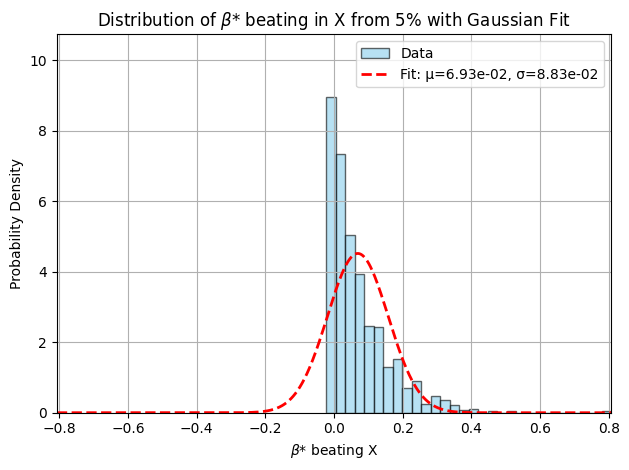 Distribution of β* beating in X from 5% with Gaussian Fit
Data
Fit: μ=6.93e-02, σ=8.83e-02
Probability Density
10
8
6
4
2
0
−0.8 −0.6 −0.4 −0.2 0.0 0.2 0.4 0.6 0.8
β* beating X